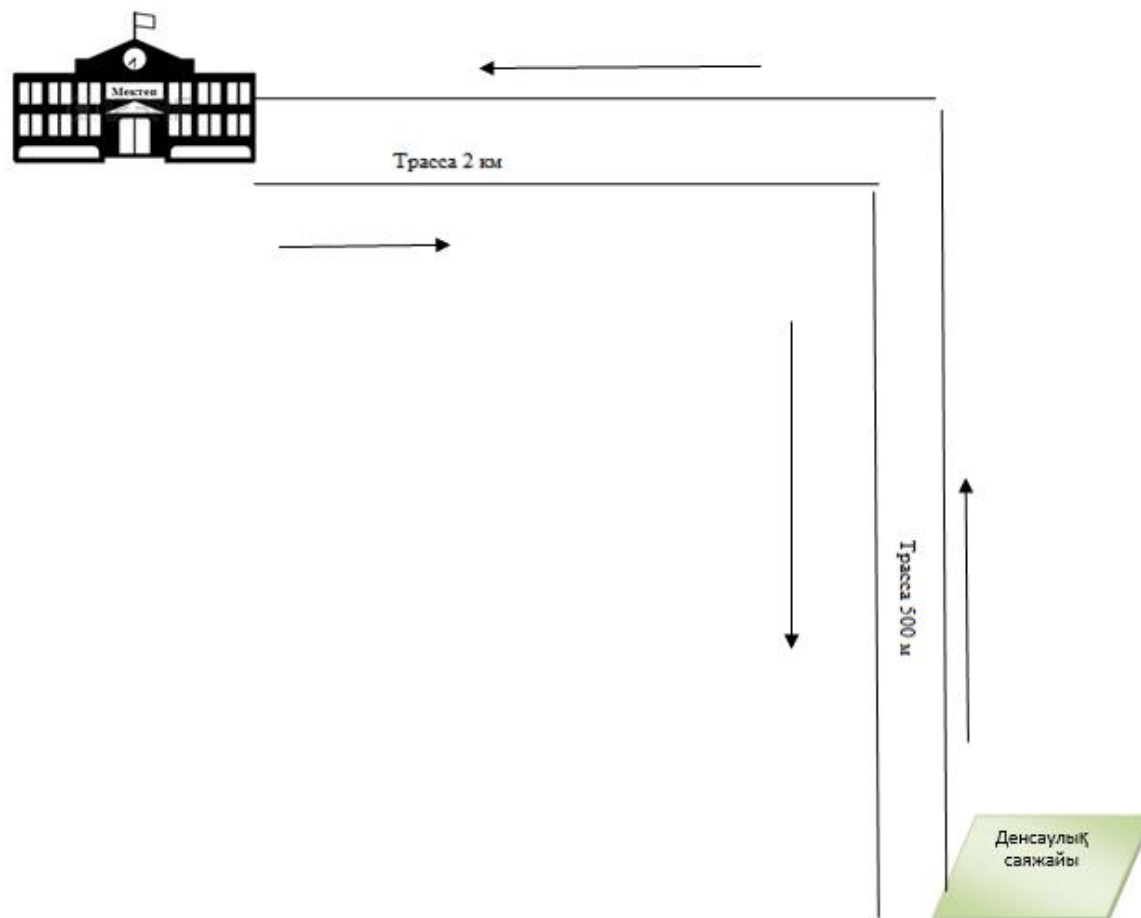 Мектеп
Трасса 2 км
Трасса 500 м
Денсаулық
саяжайы